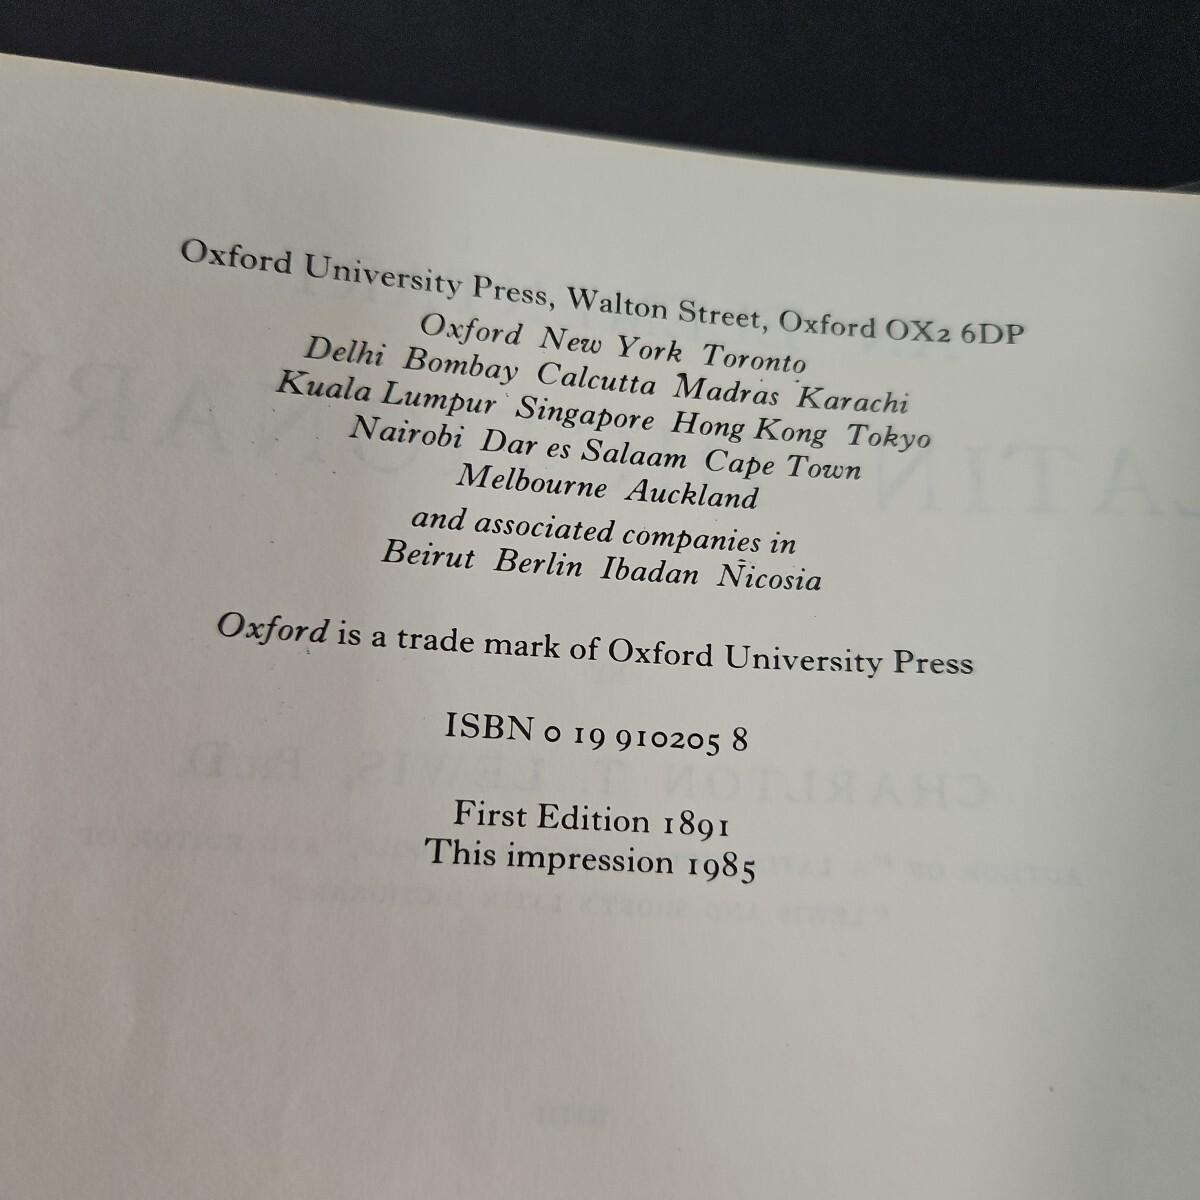 Oxford University Press, Walton Street, Oxford OX2 6DP
Oxford New York Toronto
Delhi Bombay Calcutta Madras Karachi
Kuala Lumpur Singapore Hong Kong Tokyo
Nairobi Dar es Salaam Cape Town
Melbourne Auckland
and associated companies in
Beirut Berlin Ibadan Nicosia
Oxford is a trade mark of Oxford University Press
ISBN 0 19 910205 8
First Edition 1891
This impression 1985